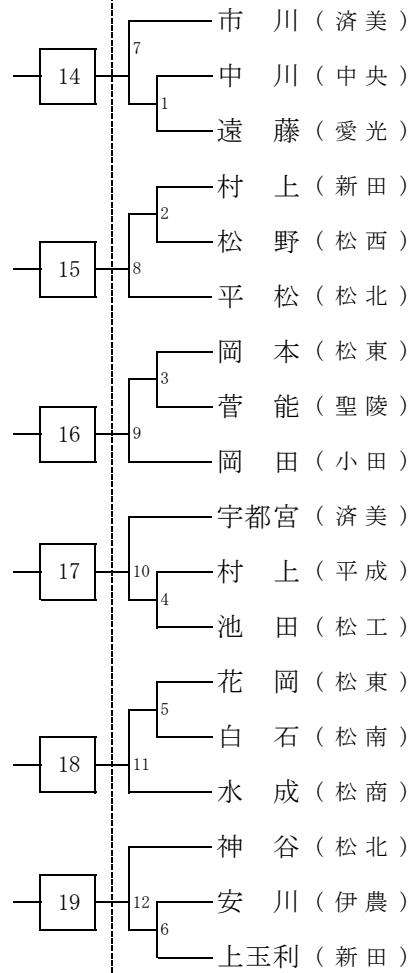 市　川（済美）
7
14　中　川（中央）
1
遠　藤（愛光）
村　上（新田）
2
松　野（松西）
15　8
平　松（松北）
岡　本（松東）
3
菅　能（聖陵）
16　9
岡　田（小田）
宇都宮（済美）
17　10　村　上（平成）
4
池　田（松工）
花　岡（松東）
5
白　石（松南）
18　11
水　成（松商）
神　谷（松北）
19　12　安　川（伊農）
6
上玉利（新田）